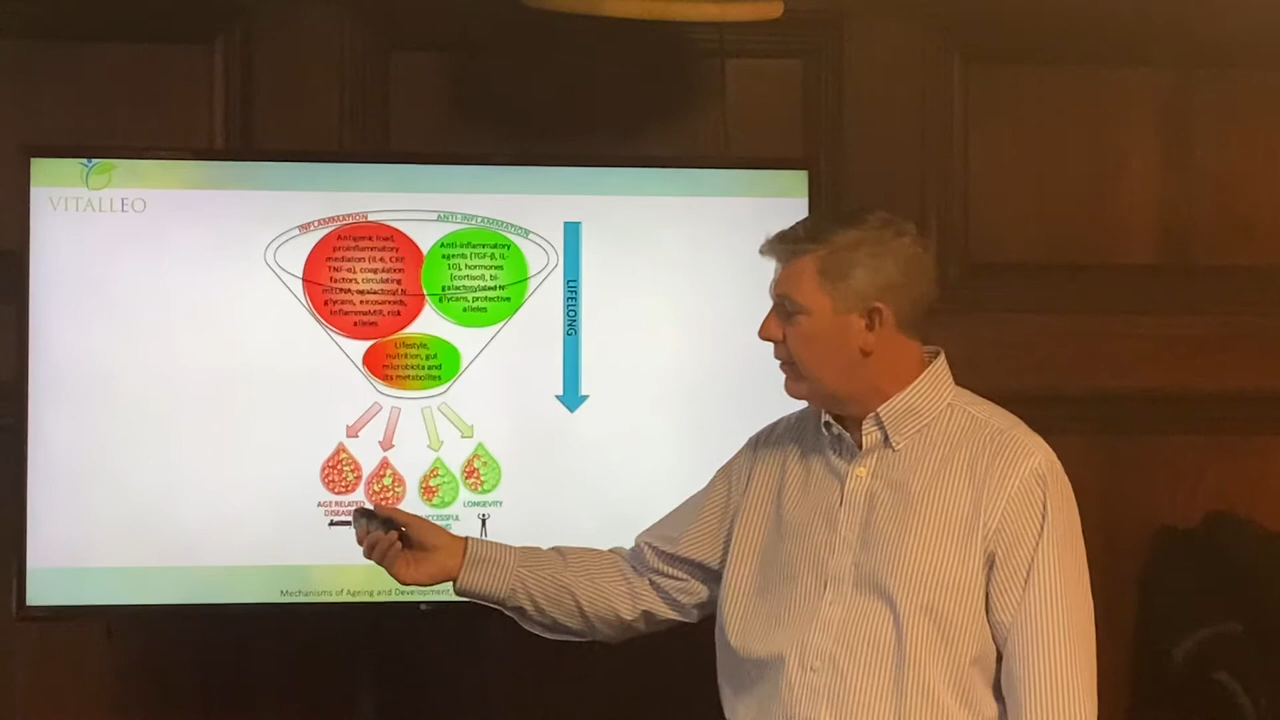 VITALLEO
INFLAMMATION
ANTI-INFLAMMATION
Antigenic load,
proinflammatory
mediators (IL-6, CRP,
TNF-α), coagulation
factors, circulating
mtDNA, agalactosyl N-
glycans, eicosanoids,
InflammaMIR, risk
alleles
Anti-inflammatory
agents (TGF-β, IL-
10), hormones
(cortisol), bi-
galactosylated N-
glycans, protective
alleles
Lifestyle,
nutrition, gut
microbiota and
its metabolites
LIFELONG
AGE RELATED
LONGEVITY
Mechanisms of Ageing and Development,